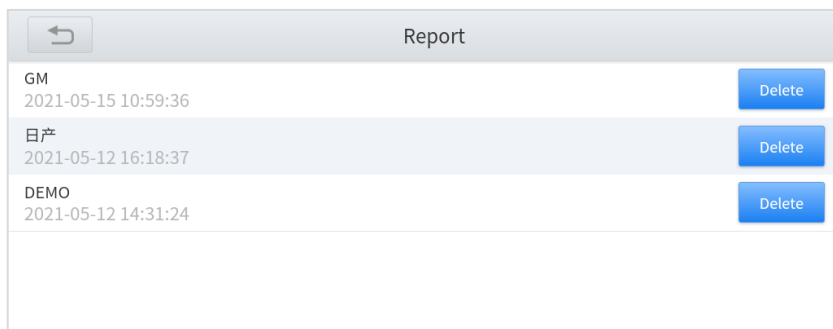 Report
GM
2021-05-15 10:59:36
Delete
日产
2021-05-12 16:18:37
Delete
DEMO
2021-05-12 14:31:24
Delete